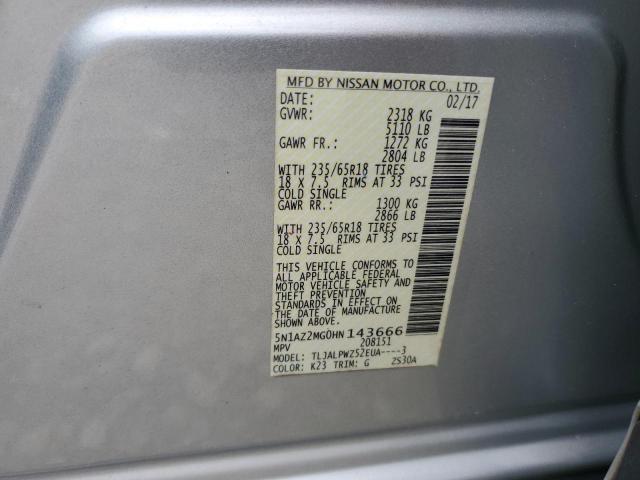 MFD BY NISSAN MOTOR CO., LTD.
DATE: 02/17
GVWR: 2318 KG
5110 LB
GAWR FR.: 1272 KG
2804 LB
WITH 235/65R18 TIRES
18 X 7.5 RIMS AT 33 PSI
COLD SINGLE
GAWR RR.: 1300 KG
2866 LB
WITH 235/65R18 TIRES
18 X 7.5 RIMS AT 33 PSI
COLD SINGLE
THIS VEHICLE CONFORMS TO
ALL APPLICABLE FEDERAL
MOTOR VEHICLE SAFETY AND
THEFT PREVENTION
STANDARDS IN EFFECT ON
THE DATE OF MANUFACTURE
SHOWN ABOVE.
5N1AZ2MG0HN143666
MPV 208151
MODEL: TLJALPWZ52EUA----3
COLOR: K23 TRIM: G 2S30A